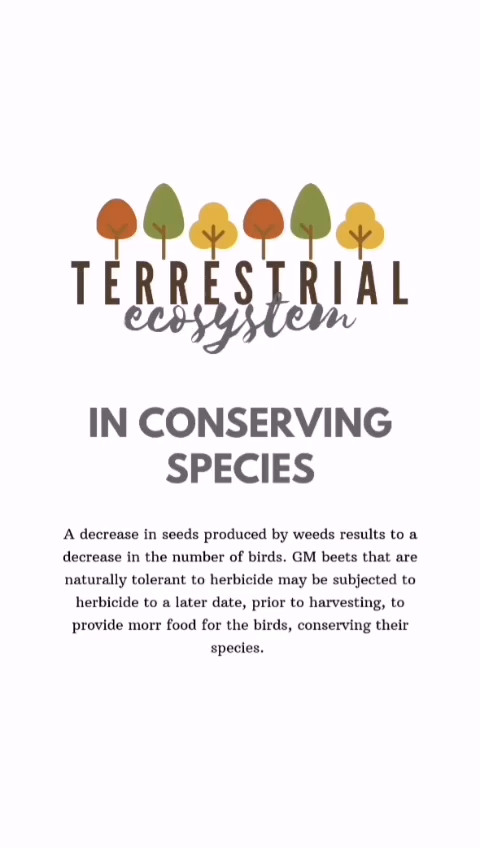 TERRESTRIAL
ecosystem
IN CONSERVING
SPECIES
A decrease in seeds produced by weeds results to a
decrease in the number of birds. GM beets that are
naturally tolerant to herbicide may be subjected to
herbicide to a later date, prior to harvesting, to
provide morr food for the birds, conserving their
species.